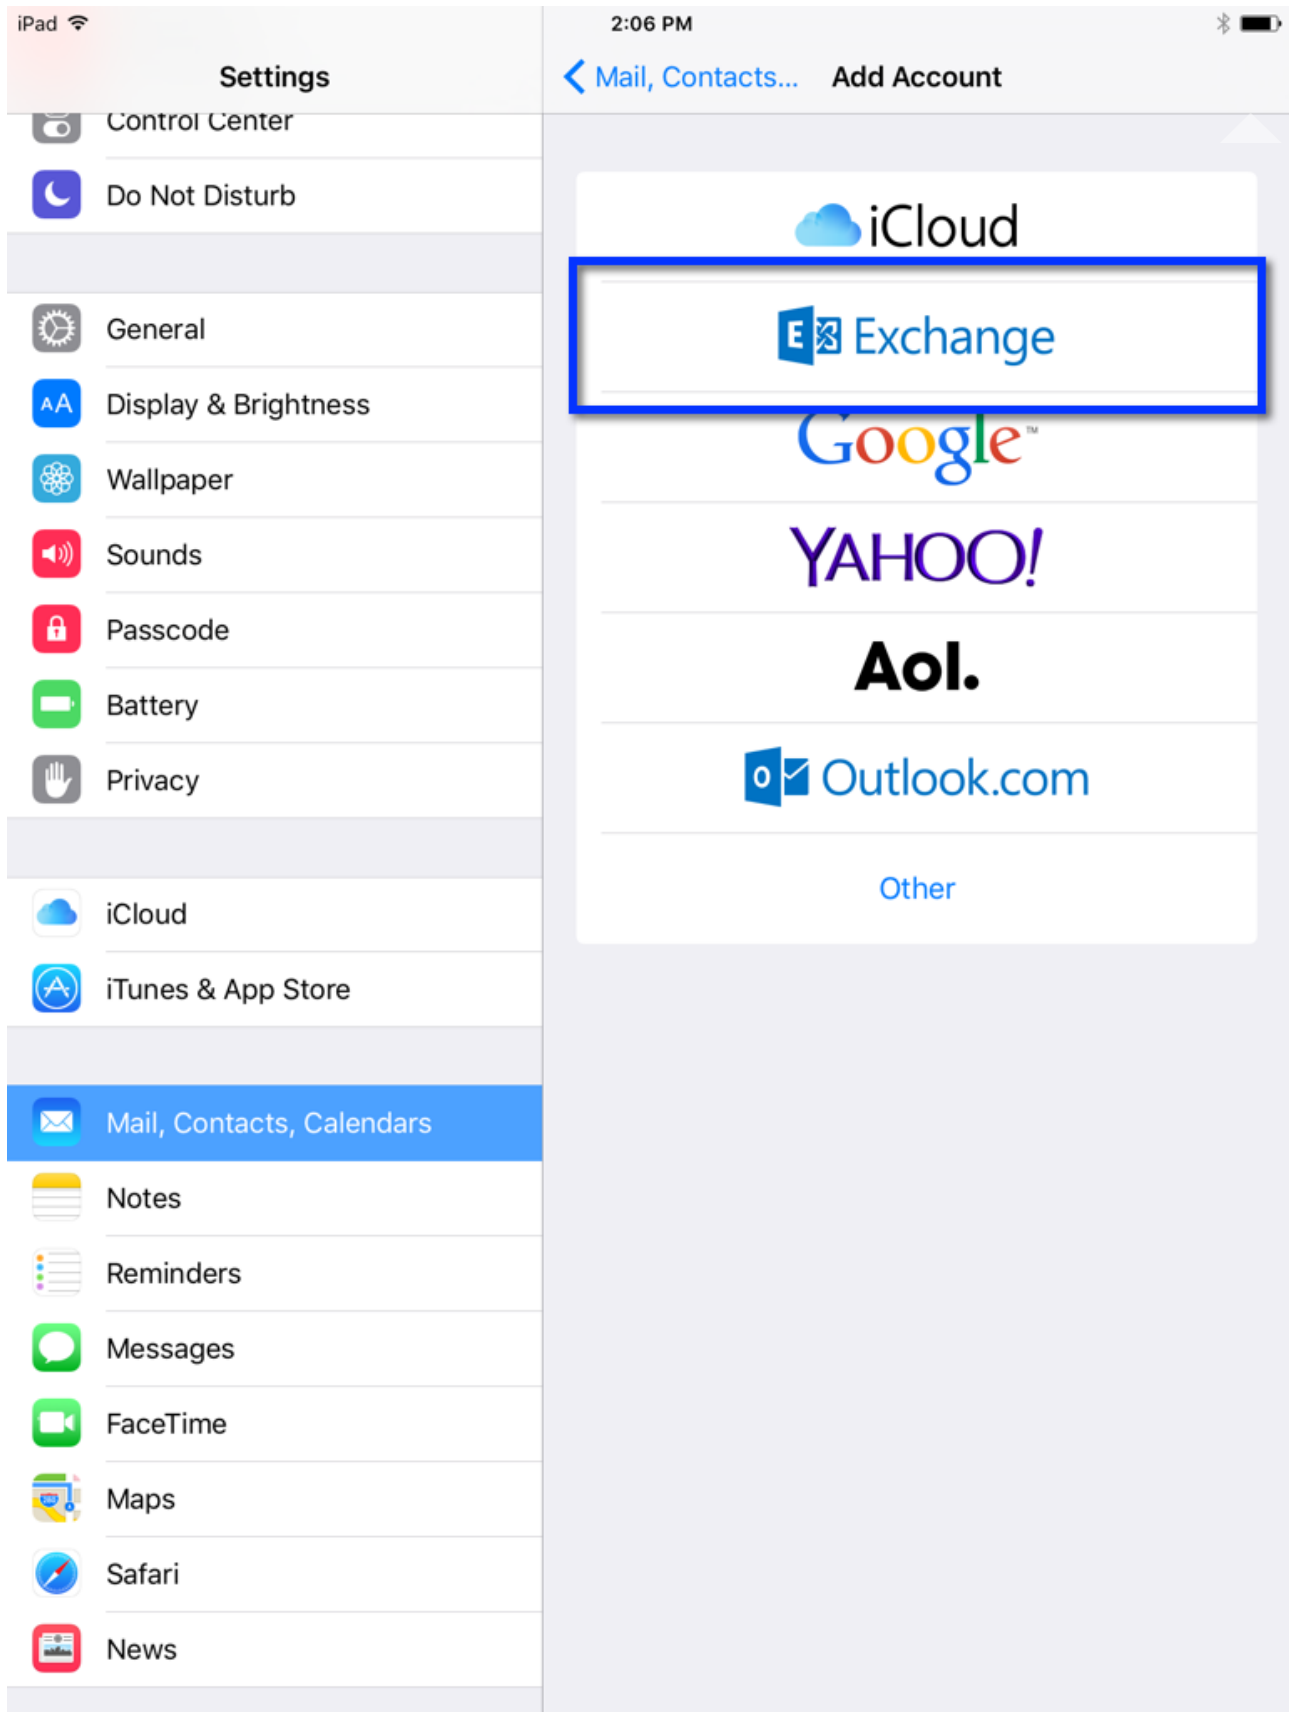 iPad
2:06 PM
Settings
Mail, Contacts...
Add Account
Control Center
Do Not Disturb
General
Display & Brightness
Wallpaper
Sounds
Passcode
Battery
Privacy
iCloud
iTunes & App Store
Mail, Contacts, Calendars
Notes
Reminders
Messages
FaceTime
Maps
Safari
News
iCloud
Exchange
Google™
YAHOO!
Aol.
Outlook.com
Other